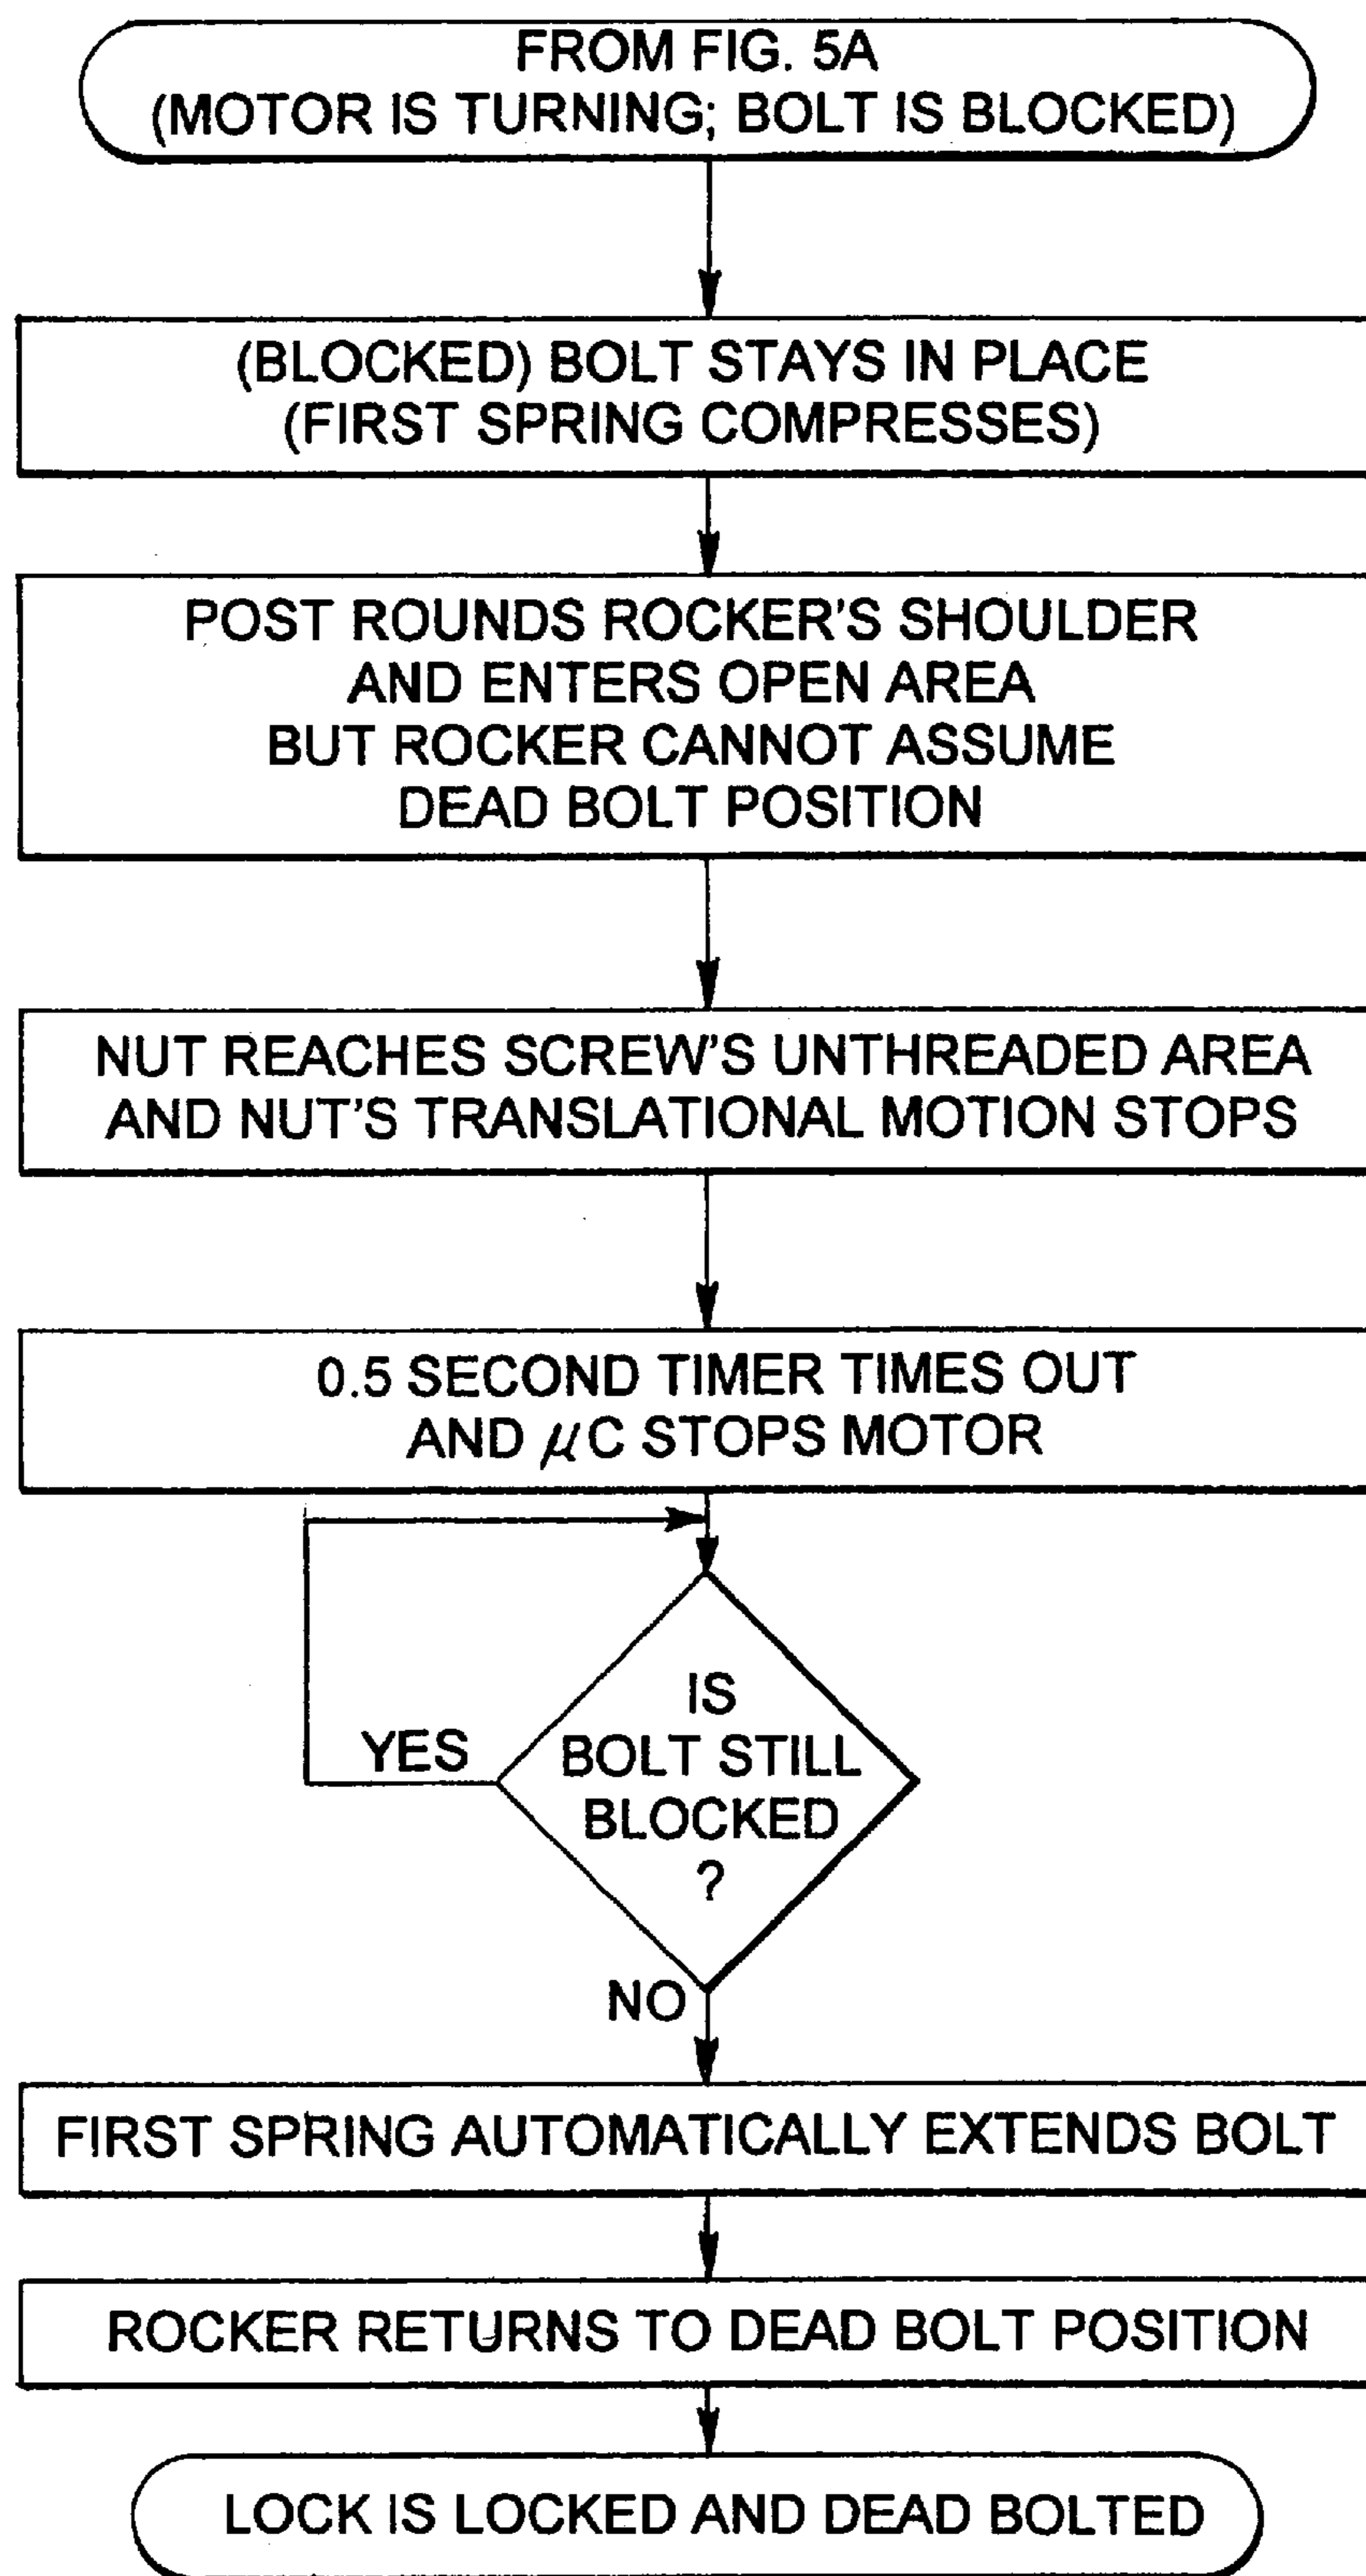 FROM FIG. 5A
(MOTOR IS TURNING; BOLT IS BLOCKED)
(BLOCKED) BOLT STAYS IN PLACE
(FIRST SPRING COMPRESSES)
POST ROUNDS ROCKER'S SHOULDER
AND ENTERS OPEN AREA
BUT ROCKER CANNOT ASSUME
DEAD BOLT POSITION
NUT REACHES SCREW'S UNTHREADED AREA
AND NUT'S TRANSLATIONAL MOTION STOPS
0.5 SECOND TIMER TIMES OUT
AND μC STOPS MOTOR
IS
BOLT STILL
BLOCKED
?
YES
NO
FIRST SPRING AUTOMATICALLY EXTENDS BOLT
ROCKER RETURNS TO DEAD BOLT POSITION
LOCK IS LOCKED AND DEAD BOLTED